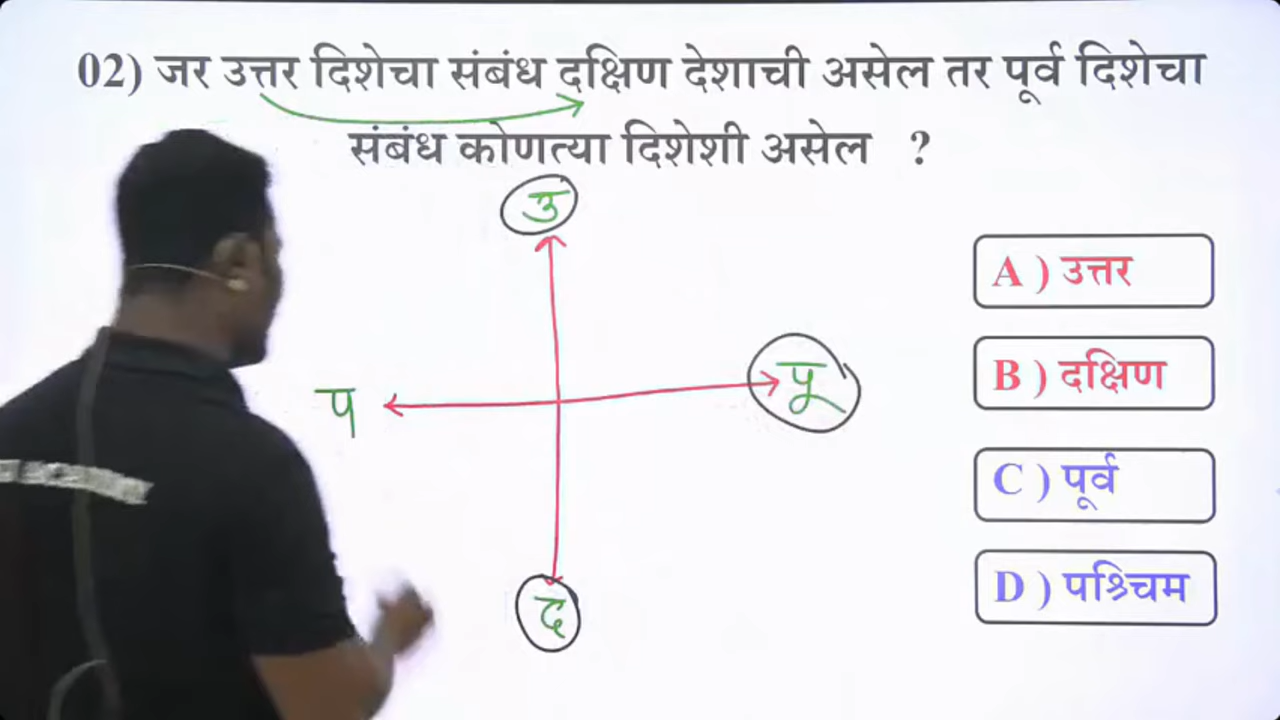 02) जर उत्तर दिशेचा संबंध दक्षिण देशाची असेल तर पूर्व दिशेचा
संबंध कोणत्या दिशेशी असेल ?
उ
प
पू
द
A ) उत्तर
B ) दक्षिण
C ) पूर्व
D ) पश्चिम